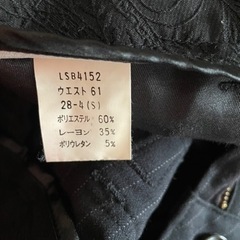 LSB4152
ウエスト 61
28-4(S)
ポリエステル 60%
レーヨン 35%
ポリウレタン 5%